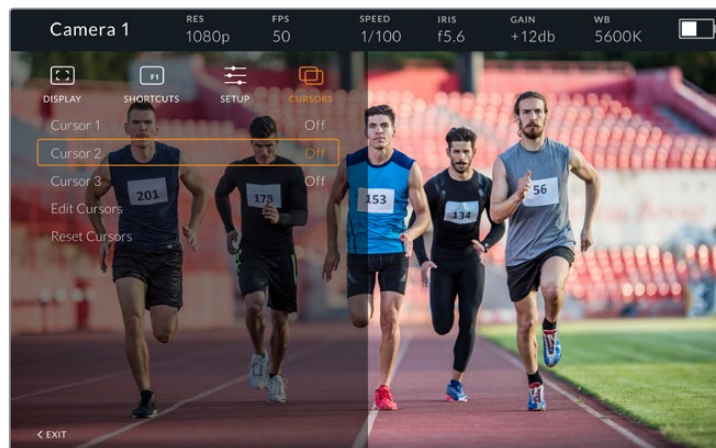 Camera 1
RES
1080p
FPS
50
SPEED
1/100
IRIS
f5.6
GAIN
+12db
WB
5600K
DISPLAY
F1
SHORTCUTS
SETUP
CURSORS
Cursor 1 Off
Cursor 2 Off
Cursor 3 Off
Edit Cursors
Reset Cursors
201
178
153
134
56
< EXIT